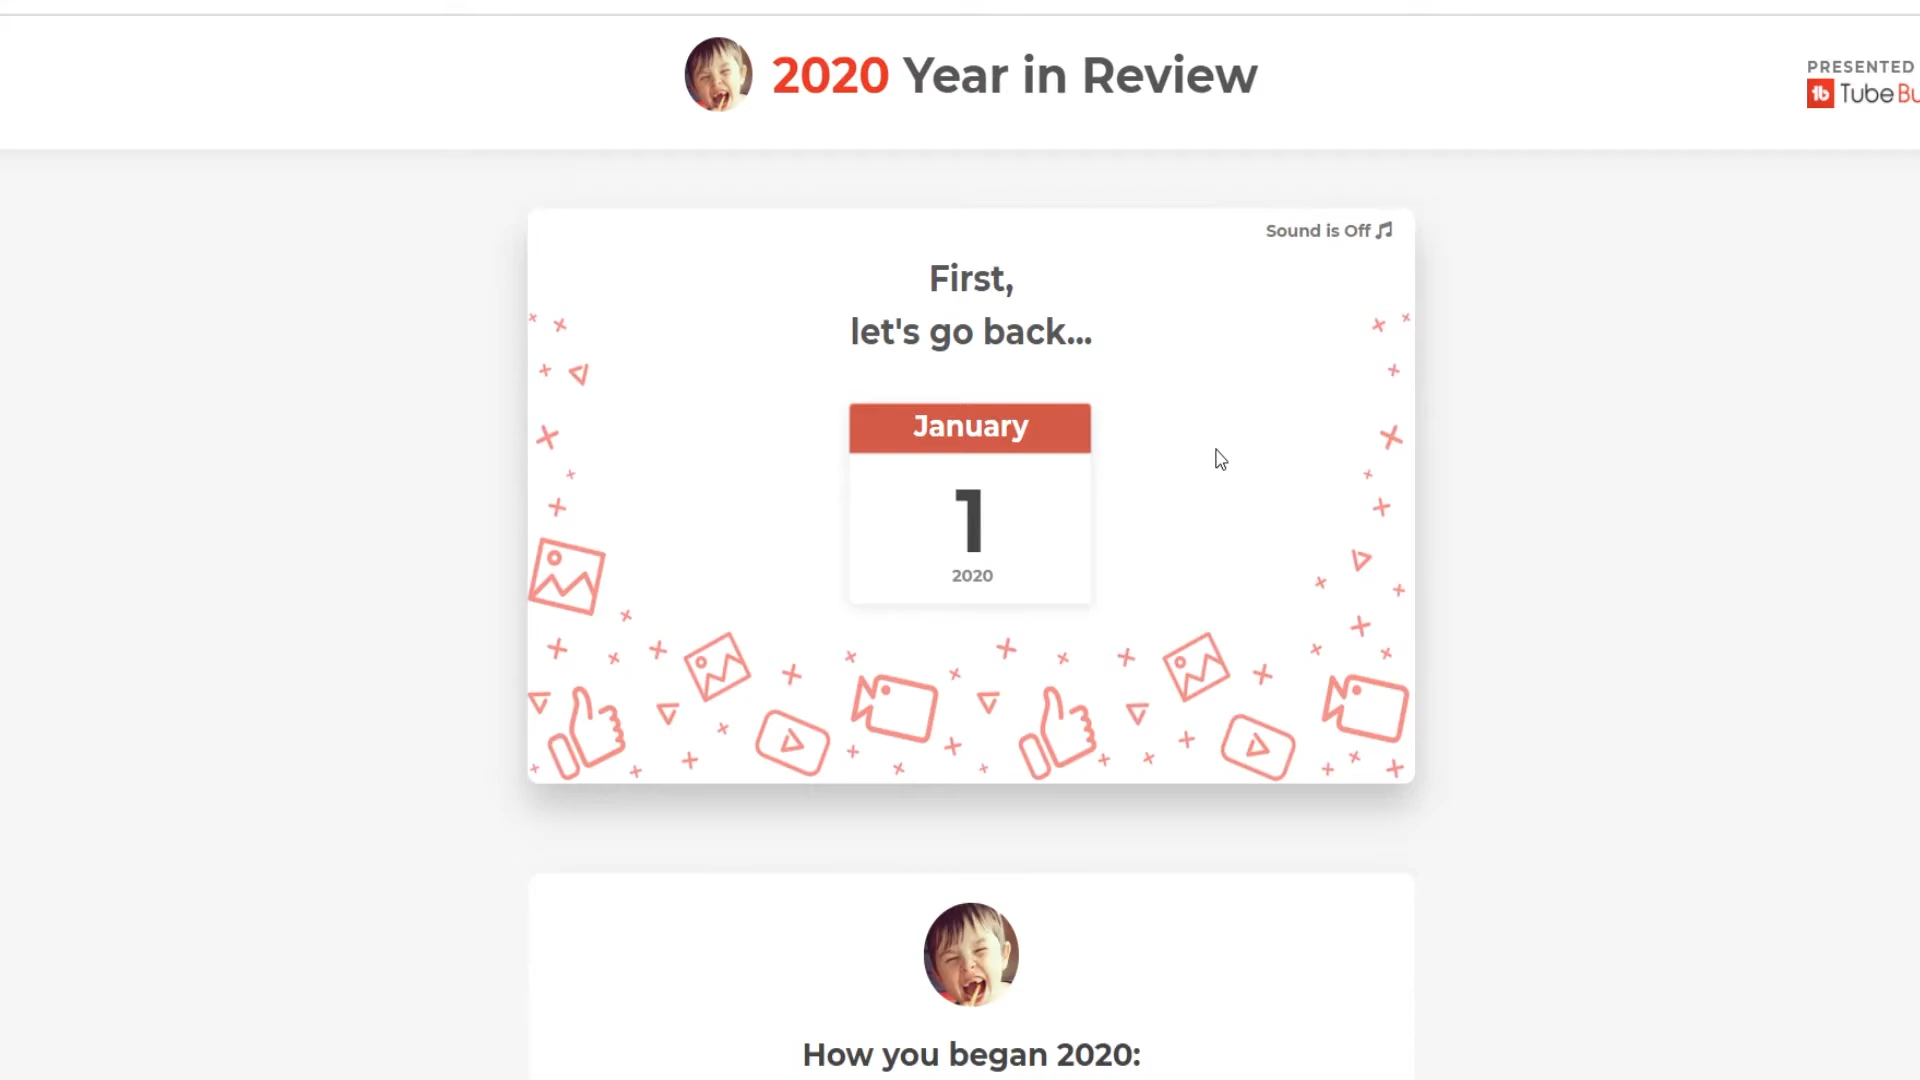 2020 Year in Review
PRESENTED
TubeBu
Sound is Off
First,
let's go back...
January
1
2020
How you began 2020: